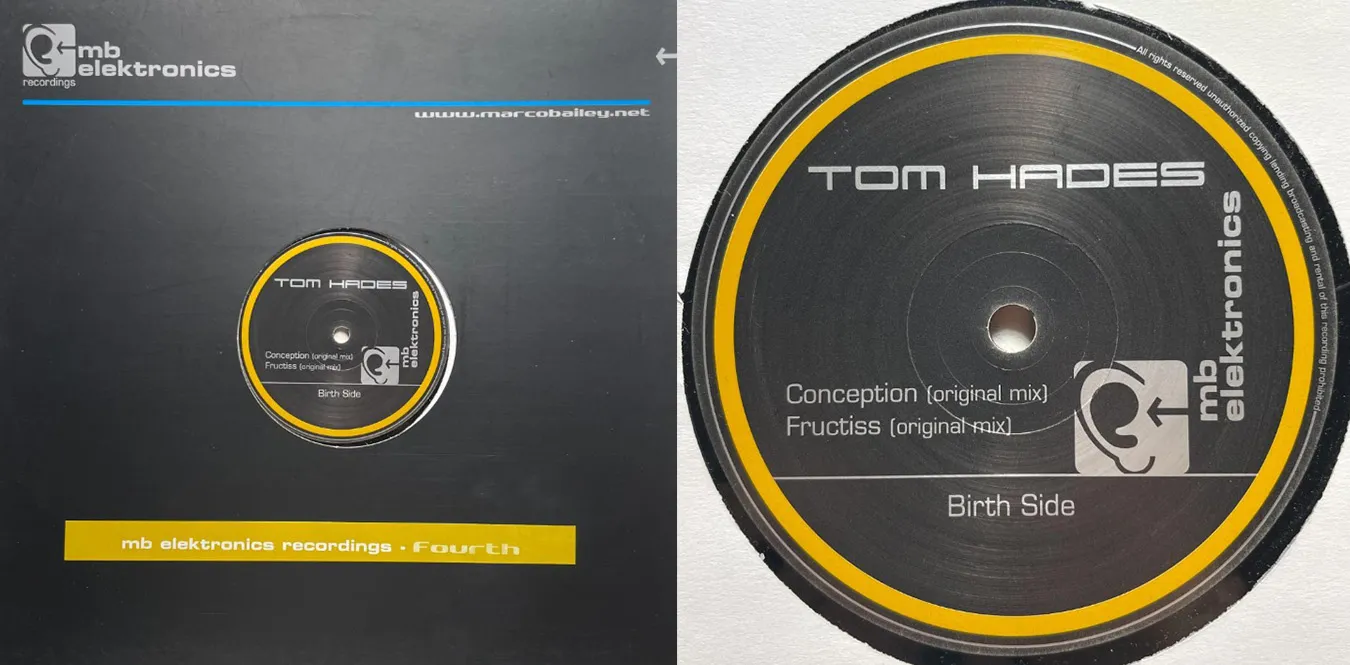 mb
elektronics
recordings
www.marcobailey.net
TOM HADES
mb
elektronics
Conception (original mix)
Fructiss (original mix)
Birth Side
mb elektronics recordings • Fourth
All rights reserved unauthorized copying lending broadcasting and rental of this recording prohibited
TOM HADES
mb
elektronics
Conception (original mix)
Fructiss (original mix)
Birth Side